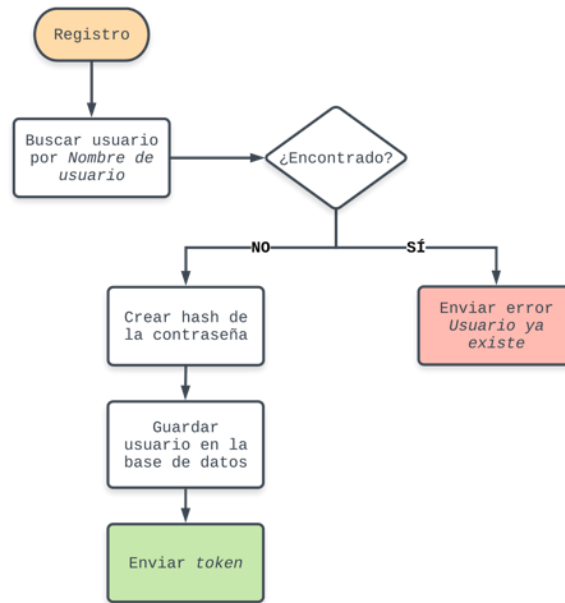 Registro
Buscar usuario
por Nombre de
usuario
¿Encontrado?
NO
SÍ
Crear hash de
la contraseña
Enviar error
Usuario ya
existe
Guardar
usuario en la
base de datos
Enviar token